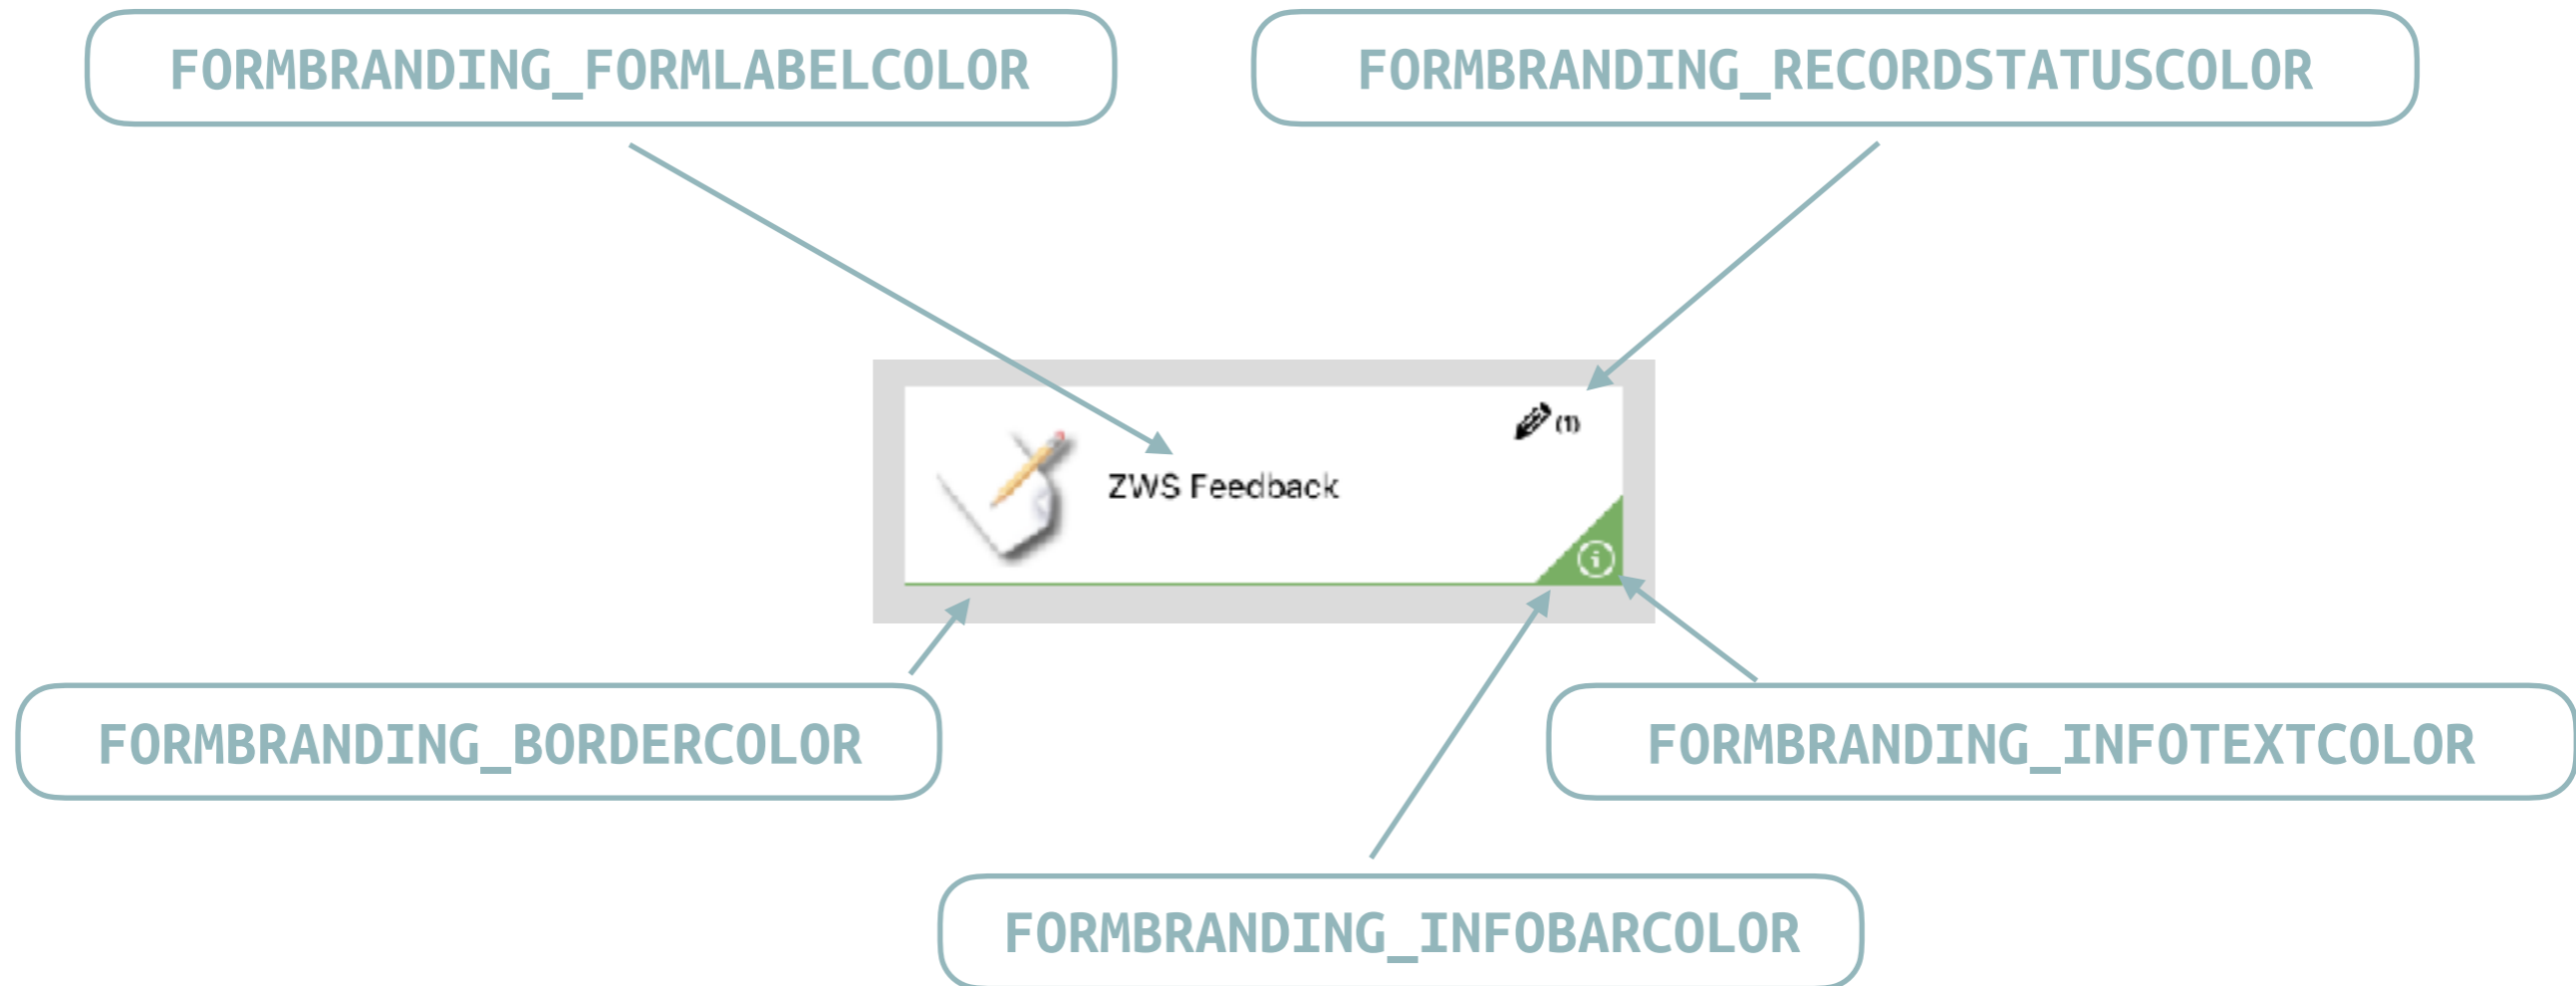 FORMBRANDING_FORMLABELCOLOR
FORMBRANDING_RECORDSTATUSCOLOR
(1)
ZWS Feedback
i
FORMBRANDING_BORDERCOLOR
FORMBRANDING_INFOTEXTCOLOR
FORMBRANDING_INFOBARCOLOR